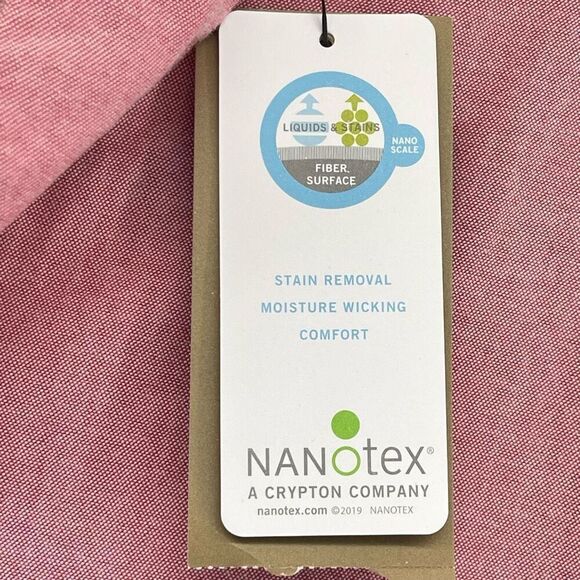 LIQUIDS & STAINS
NANO
SCALE
FIBER
SURFACE
STAIN REMOVAL
MOISTURE WICKING
COMFORT
NANOtex®
A CRYPTON COMPANY
nanotex.com ©2019 NANOTEX